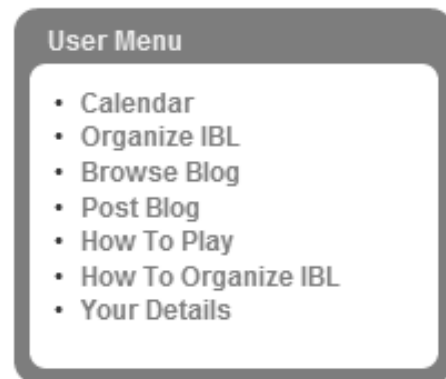 User Menu
• Calendar
• Organize IBL
• Browse Blog
• Post Blog
• How To Play
• How To Organize IBL
• Your Details